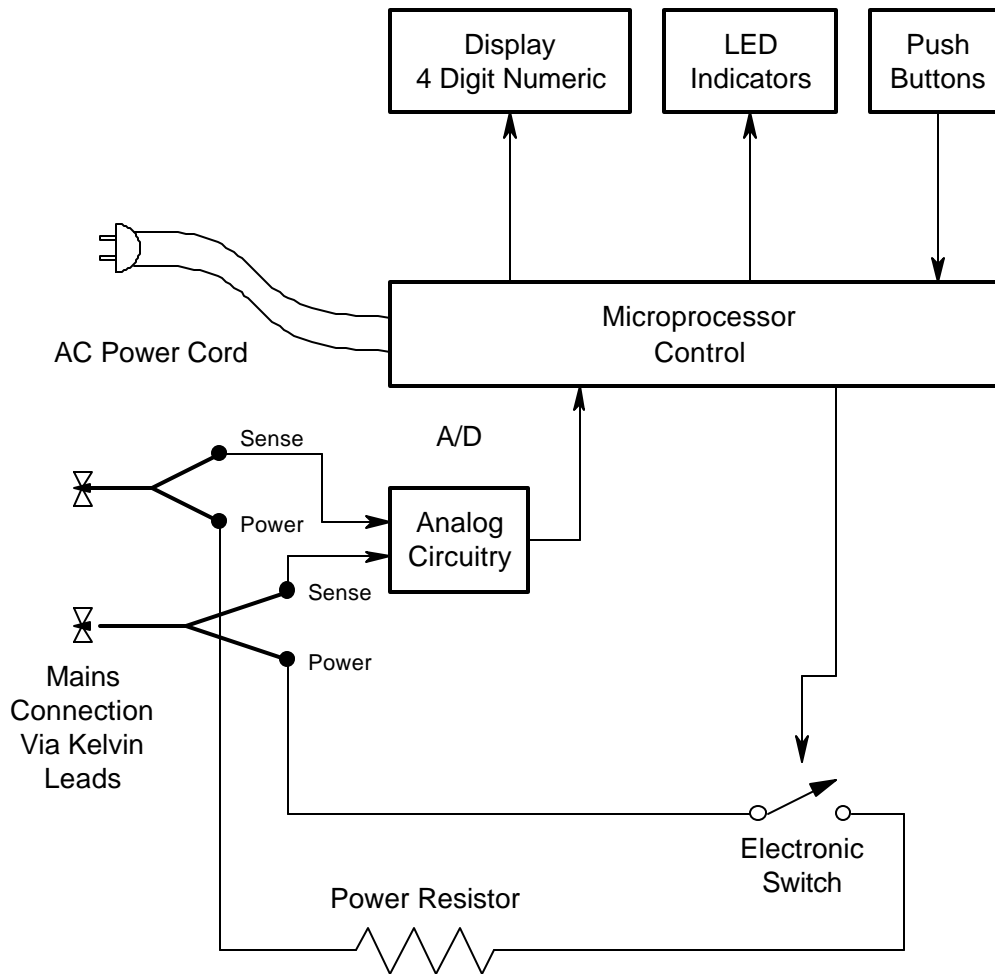 Display
4 Digit Numeric
LED
Indicators
Push
Buttons
Microprocessor
Control
AC Power Cord
A/D
Sense
Power
Analog
Circuitry
Sense
Power
Mains
Connection
Via Kelvin
Leads
Electronic
Switch
Power Resistor